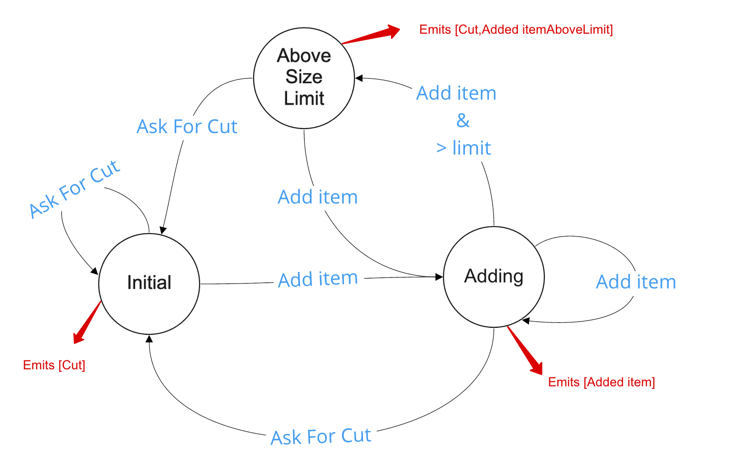 Emits [Cut,Added itemAboveLimit]
Above
Size
Limit
Add item
&
> limit
Ask For Cut
Ask For Cut
Add item
Initial
Add item
Adding
Add item
Emits [Cut]
Emits [Added item]
Ask For Cut